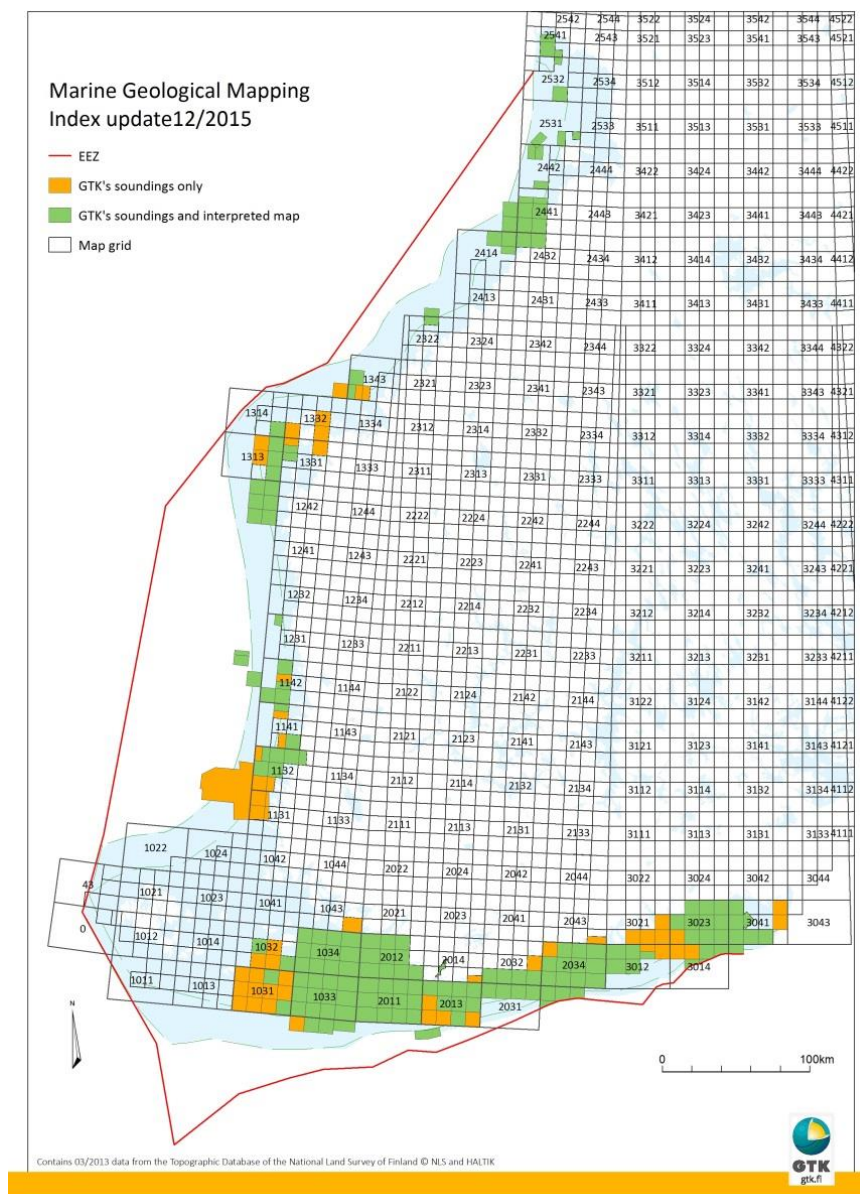 2542 2544 3522 3524 3542 3544 4522
2541 2543 3521 3523 3541 3543 4521
2532 2534 3512 3514 3532 3534 4512
Marine Geological Mapping
Index update12/2015
2531 2533 3511 3513 3531 3533 4511
EEZ
2442 2444 3422 3424 3442 3444 4422
GTK's soundings only
GTK's soundings and interpreted map
2441 2443 3421 3423 3441 3443 4421
Map grid
2414 2432 2434 3412 3414 3432 3434 4412
2413 2431 2433 3411 3413 3431 3433 4411
2322 2324 2342 2344 3322 3324 3342 3344 4322
1343 2321 2323 2341 2343 3321 3323 3341 3343 4321
1314 1332 1334 2312 2314 2332 2334 3312 3314 3332 3334 4312
1313 1331 1333 2311 2313 2331 2333 3311 3313 3331 3333 4311
1242 1244 2222 2224 2242 2244 3222 3224 3242 3244 4222
1241 1243 2221 2223 2241 2243 3221 3223 3241 3243 4221
1232 1234 2212 2214 2232 2234 3212 3214 3232 3234 4212
1231 1233 2211 2213 2231 2233 3211 3213 3231 3233 4211
1142 1144 2122 2124 2142 2144 3122 3124 3142 3144 4122
1141 1143 2121 2123 2141 2143 3121 3123 3141 3143 4121
1132 1134 2112 2114 2132 2134 3112 3114 3132 3134 4112
1131 1133 2111 2113 2131 2133 3111 3113 3131 3133 4111
1022 1024 1042 1044 2022 2024 2042 2044 3022 3024 3042 3044
43 1021 1023 1041 1043 2021 2023 2041 2043 3021 3023 3041 3043
0 1012 1014 1032 1034 2012 2014 2032 2034 3012 3014
1011 1013 1031 1033 2011 2013 2031
N
0 100km
Contains 03/2013 data from the Topographic Database of the National Land Survey of Finland © NLS and HALTIK
GTK
gtk.fi